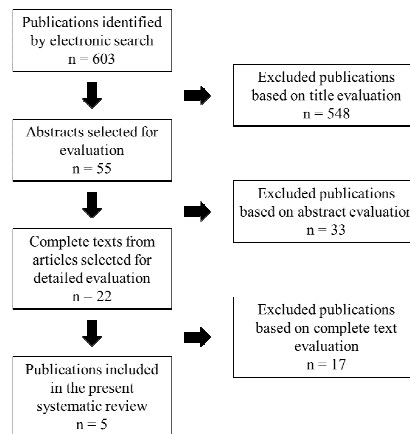 Publications identified
by electronic search
n = 603
Excluded publications
based on title evaluation
n = 548
Abstracts selected for
evaluation
n = 55
Excluded publications
based on abstract evaluation
n = 33
Complete texts from
articles selected for
detailed evaluation
n – 22
Excluded publications
based on complete text
evaluation
n = 17
Publications included
in the present
systematic review
n = 5